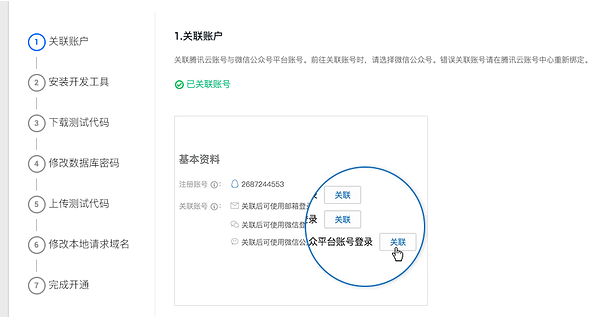 1 关联账户
2 安装开发工具
3 下载测试代码
4 修改数据库密码
5 上传测试代码
6 修改本地请求域名
7 完成开通
1.关联账户
关联腾讯云账号与微信公众号平台账号。前往关联账号时，请选择微信公众号。错误关联账号请在腾讯云账号中心重新绑定。
已关联账号
基本资料
注册账号 ： 2687244553
关联账号 ： 关联后可使用邮箱登 关联
关联后可使用微信登 录 关联
关联后可使用微信公 众平台账号登录 关联